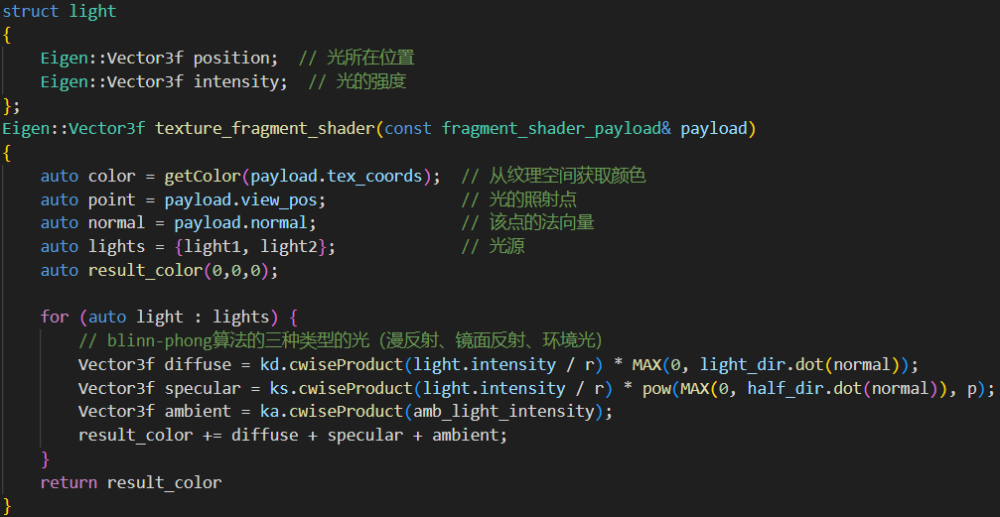 struct light
{
    Eigen::Vector3f position;  // 光所在位置
    Eigen::Vector3f intensity;  // 光的强度
};
Eigen::Vector3f texture_fragment_shader(const fragment_shader_payload& payload)
{
    auto color = getColor(payload.tex_coords);  // 从纹理空间获取颜色
    auto point = payload.view_pos;              // 光的照射点
    auto normal = payload.normal;               // 该点的法向量
    auto lights = {light1, light2};             // 光源
    auto result_color(0,0,0);

    for (auto light : lights) {
        // blinn-phong算法的三种类型的光（漫反射、镜面反射、环境光）
        Vector3f diffuse = kd.cwiseProduct(light.intensity / r) * MAX(0, light_dir.dot(normal));
        Vector3f specular = ks.cwiseProduct(light.intensity / r) * pow(MAX(0, half_dir.dot(normal)), p);
        Vector3f ambient = ka.cwiseProduct(amb_light_intensity);
        result_color += diffuse + specular + ambient;
    }
    return result_color
}